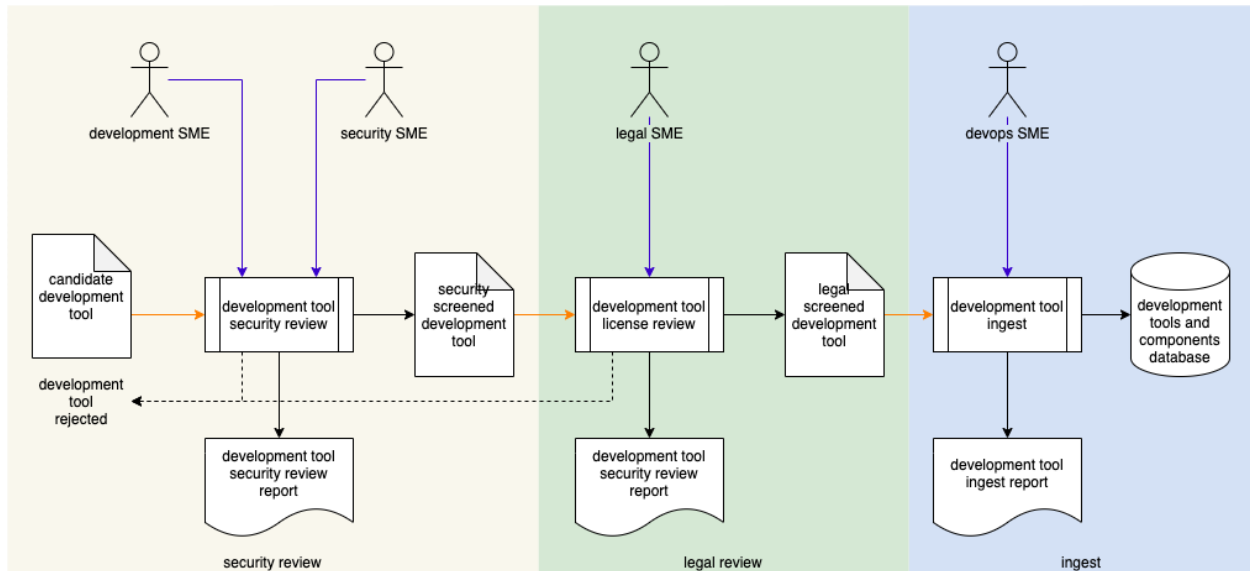 development SME
security SME
legal SME
devops SME
candidate
development
tool
development tool
security review
security
screened
development
tool
development tool
license review
legal
screened
development
tool
development tool
ingest
development
tools and
components
database
development
tool
rejected
development tool
security review
report
development tool
security review
report
development tool
ingest report
security review
legal review
ingest